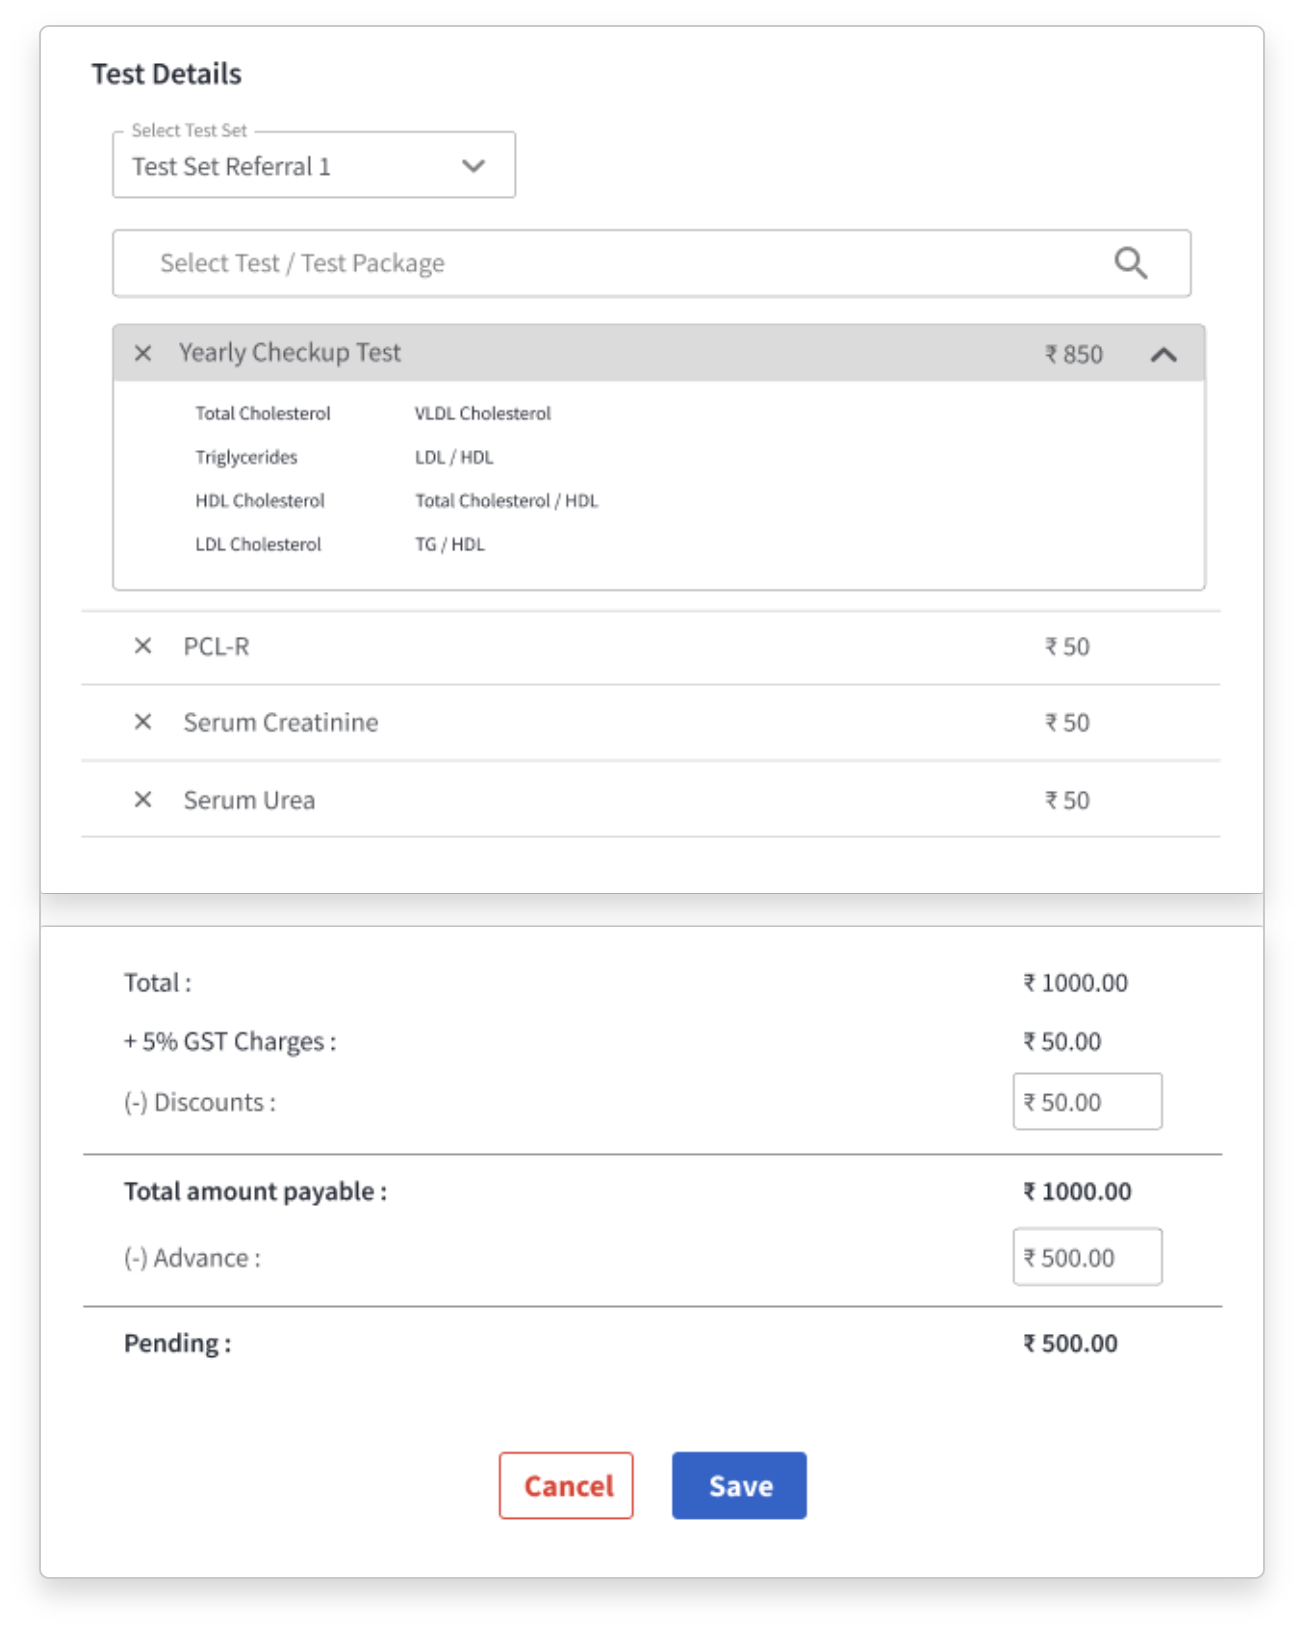 Test Details
Select Test Set
Test Set Referral 1
Select Test / Test Package
Yearly Checkup Test ₹ 850
Total Cholesterol VLDL Cholesterol
Triglycerides LDL / HDL
HDL Cholesterol Total Cholesterol / HDL
LDL Cholesterol TG / HDL
PCL-R ₹ 50
Serum Creatinine ₹ 50
Serum Urea ₹ 50
Total : ₹ 1000.00
+ 5% GST Charges : ₹ 50.00
(-) Discounts : ₹ 50.00
Total amount payable : ₹ 1000.00
(-) Advance : ₹ 500.00
Pending : ₹ 500.00
Cancel Save